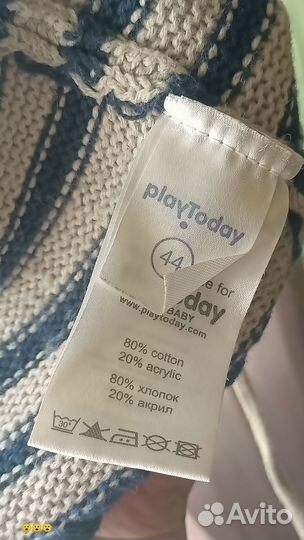 playToday
44
e for
day
BABY
www.playtoday.com
80% cotton
20% acrylic
80% хлопок
20% акрил
30°
Avito